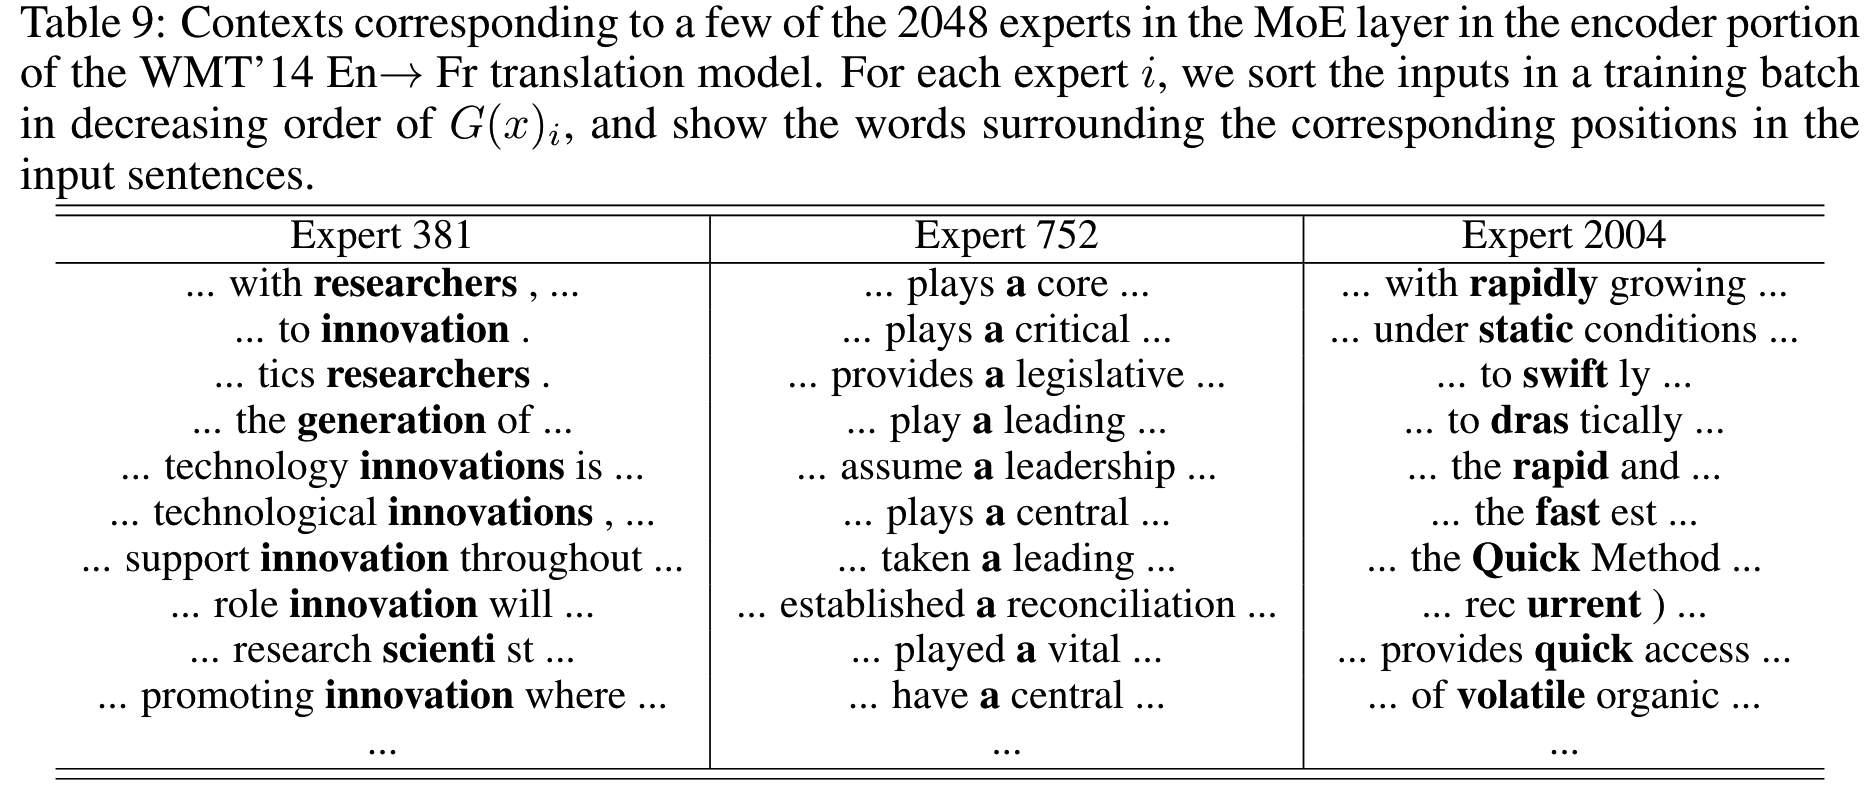 Table 9: Contexts corresponding to a few of the 2048 experts in the MoE layer in the encoder portion
of the WMT'14 En→ Fr translation model. For each expert i, we sort the inputs in a training batch
in decreasing order of G(x)i, and show the words surrounding the corresponding positions in the
input sentences.
Expert 381 Expert 752 Expert 2004
... with researchers , ... ... plays a core ... ... with rapidly growing ...
... to innovation . ... plays a critical ... ... under static conditions ...
... tics researchers . ... provides a legislative ... ... to swift ly ...
... the generation of ... ... play a leading ... ... to dras tically ...
... technology innovations is ... ... assume a leadership ... ... the rapid and ...
... technological innovations , ... ... plays a central ... ... the fast est ...
... support innovation throughout ... ... taken a leading ... ... the Quick Method ...
... role innovation will ... ... established a reconciliation ... ... rec urrent ) ...
... research scienti st ... ... played a vital ... ... provides quick access ...
... promoting innovation where ... ... have a central ... ... of volatile organic ...
... ... ...